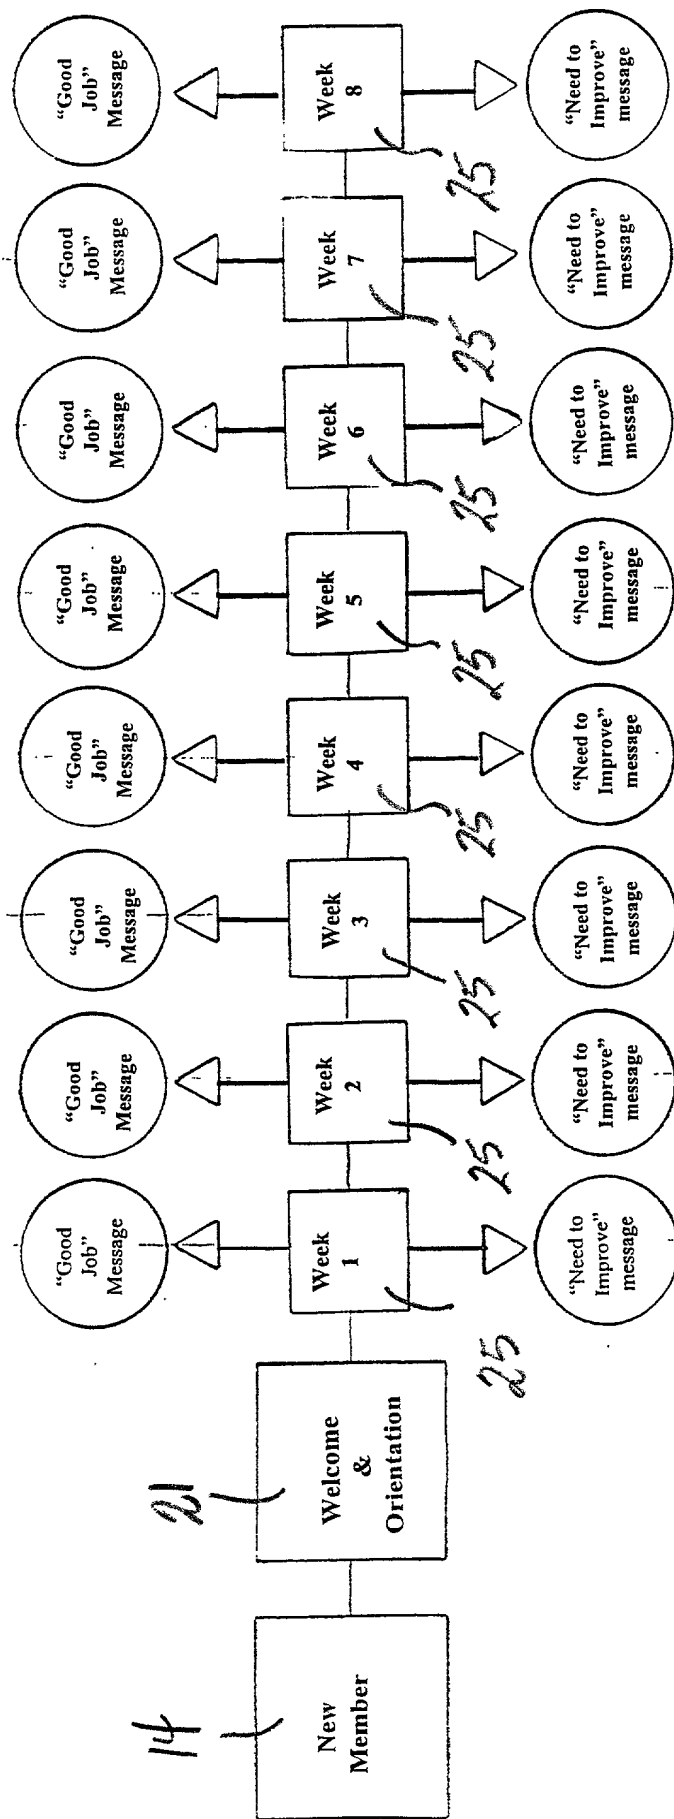 14
New
Member
21
Welcome
&
Orientation
"Good
Job"
Message
Week
1
25
"Need to
Improve"
message
"Good
Job"
Message
Week
2
25
"Need to
Improve"
message
"Good
Job"
Message
Week
3
25
"Need to
Improve"
message
"Good
Job"
Message
Week
4
25
"Need to
Improve"
message
"Good
Job"
Message
Week
5
25
"Need to
Improve"
message
"Good
Job"
Message
Week
6
25
"Need to
Improve"
message
"Good
Job"
Message
Week
7
25
"Need to
Improve"
message
"Good
Job"
Message
Week
8
25
"Need to
Improve"
message